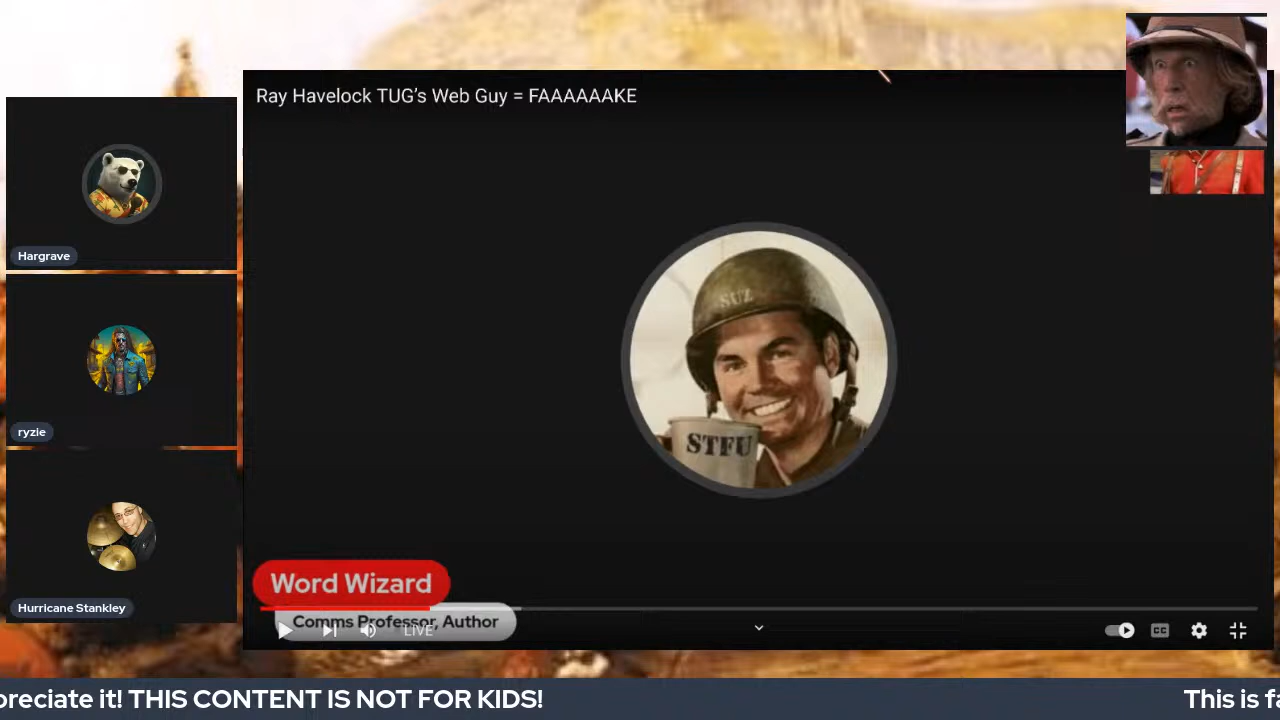 Ray Havelock TUG's Web Guy = FAAAAAAKE
Hargrave
SUZ
ryzie
STFU
Word Wizard
Hurricane Stankley
Comms Professor, Author
LIVE
CC
preciate it! THIS CONTENT IS NOT FOR KIDS!
This is fa